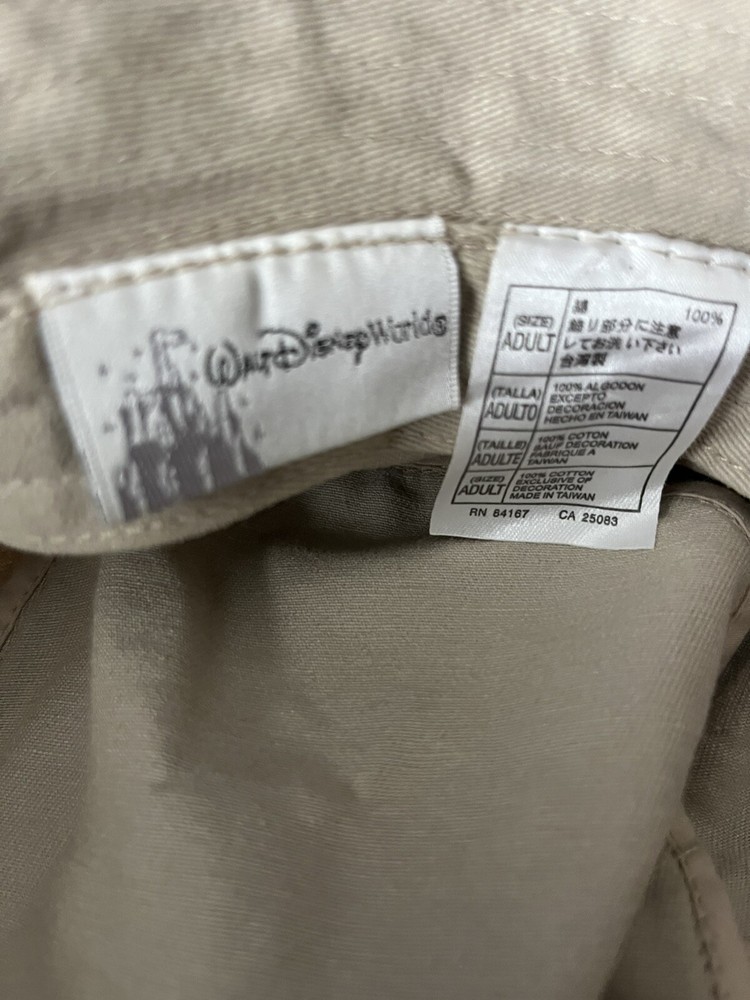 WALT DISNEY World®
(SIZE)
ADULT
綿 100%
飾り部分に注意
してお洗い下さい
台湾製
(TALLA)
ADULTO
100% ALGODON
EXCEPTO
DECORACION
HECHO EN TAIWAN
(TAILLE)
ADULTE
100% COTON
SAUF DECORATION
FABRIQUE A
TAIWAN
(SIZE)
ADULT
100% COTTON
EXCLUSIVE OF
DECORATION
MADE IN TAIWAN
RN 64167 CA 25083